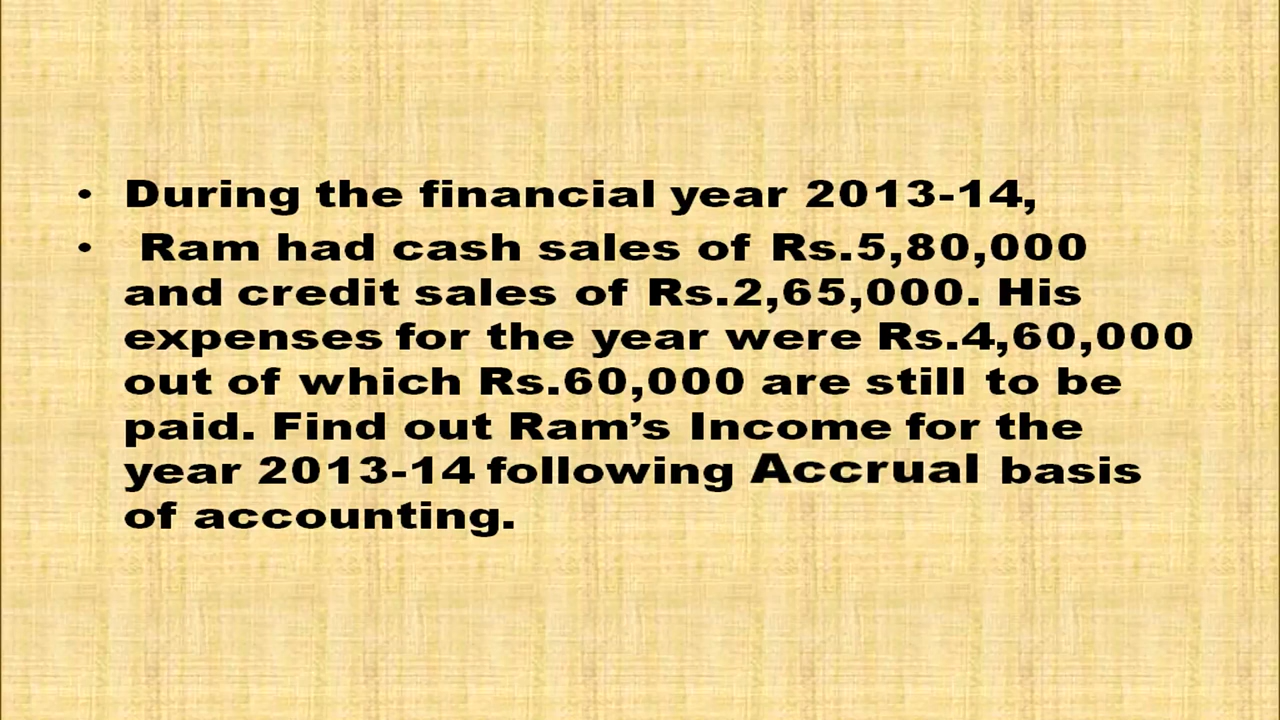 • During the financial year 2013-14,
• Ram had cash sales of Rs.5,80,000
and credit sales of Rs.2,65,000. His
expenses for the year were Rs.4,60,000
out of which Rs.60,000 are still to be
paid. Find out Ram’s Income for the
year 2013-14 following Accrual basis
of accounting.